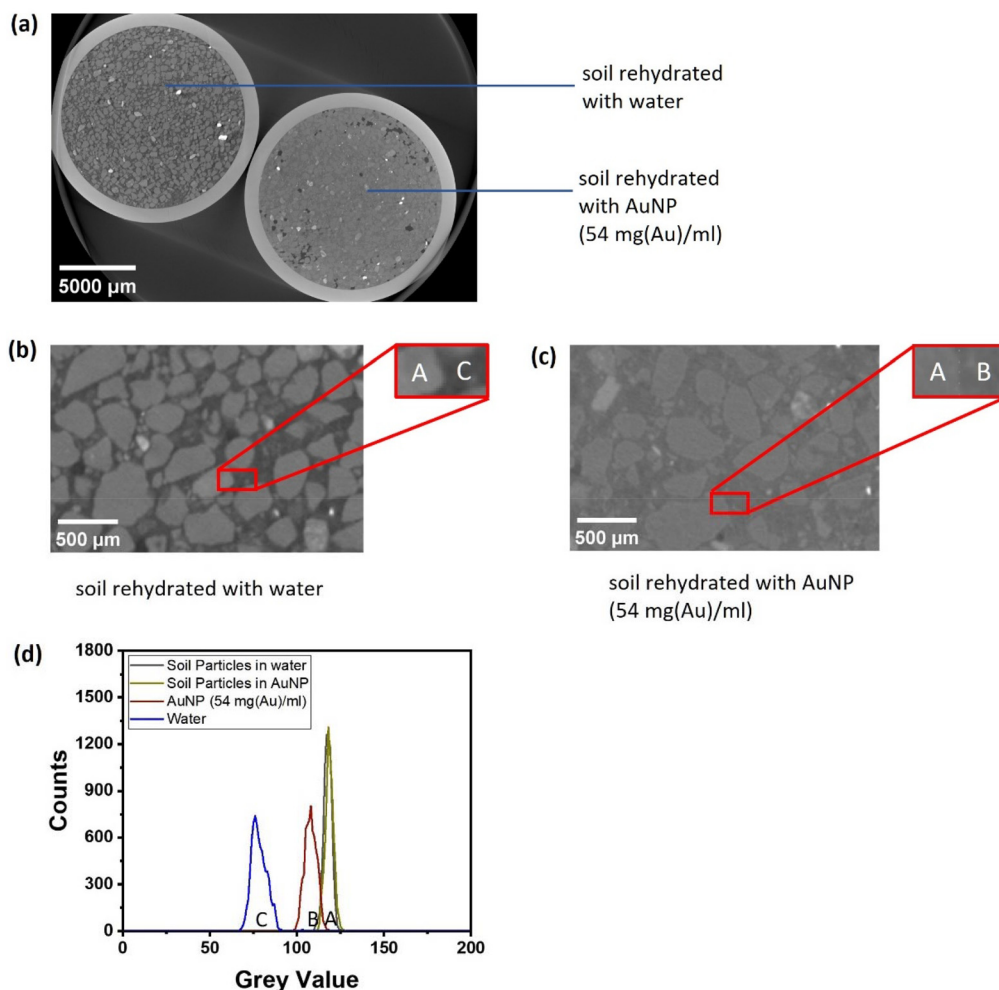 (a)
soil rehydrated
with water
soil rehydrated
with AuNP
(54 mg(Au)/ml)
5000 µm
(b)
A C
500 µm
soil rehydrated with water
(c)
A B
500 µm
soil rehydrated with AuNP
(54 mg(Au)/ml)
(d)
1800
1500
1200
900
600
300
0
Counts
Soil Particles in water
Soil Particles in AuNP
AuNP (54 mg(Au)/ml)
Water
C B A
0 50 100 150 200
Grey Value